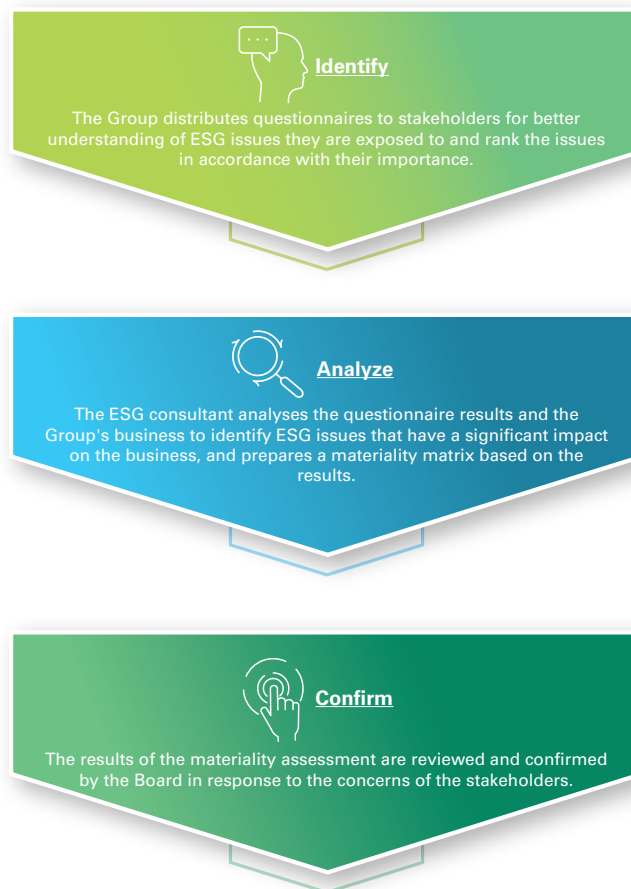 Identify
The Group distributes questionnaires to stakeholders for better
understanding of ESG issues they are exposed to and rank the issues
in accordance with their importance.
Analyze
The ESG consultant analyses the questionnaire results and the
Group's business to identify ESG issues that have a significant impact
on the business, and prepares a materiality matrix based on the
results.
Confirm
The results of the materiality assessment are reviewed and confirmed
by the Board in response to the concerns of the stakeholders.